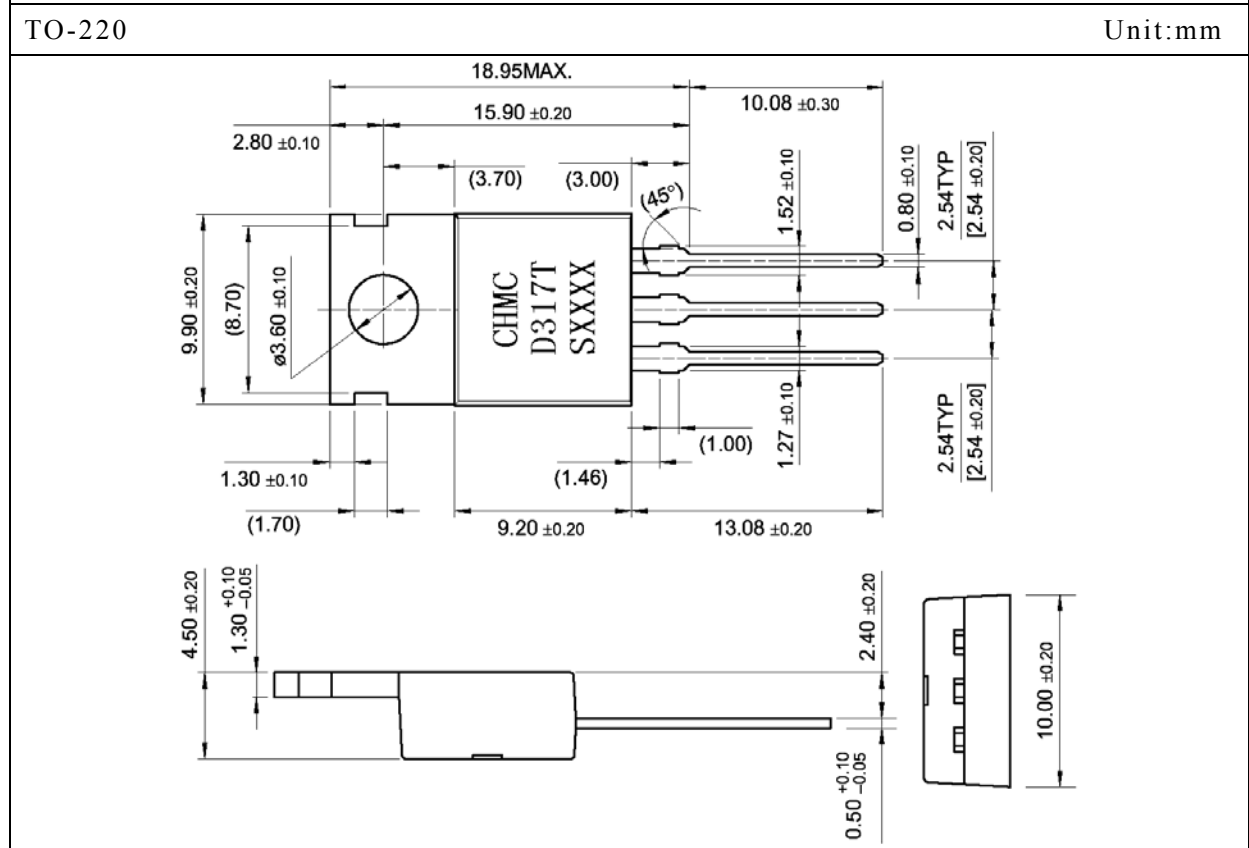 TO-220 Unit:mm
18.95MAX.
10.08 ±0.30
15.90 ±0.20
2.80 ±0.10
(3.70)
(3.00)
(45°)
1.52 ±0.10
0.80 ±0.10
2.54TYP
[2.54 ±0.20]
9.90 ±0.20
(8.70)
ø3.60 ±0.10
CHMC
D317T
SXXXX
1.27 ±0.10
2.54TYP
[2.54 ±0.20]
(1.00)
(1.46)
1.30 ±0.10
(1.70)
9.20 ±0.20
13.08 ±0.20
4.50 ±0.20
1.30 +0.10 −0.05
2.40 ±0.20
0.50 +0.10 −0.05
10.00 ±0.20